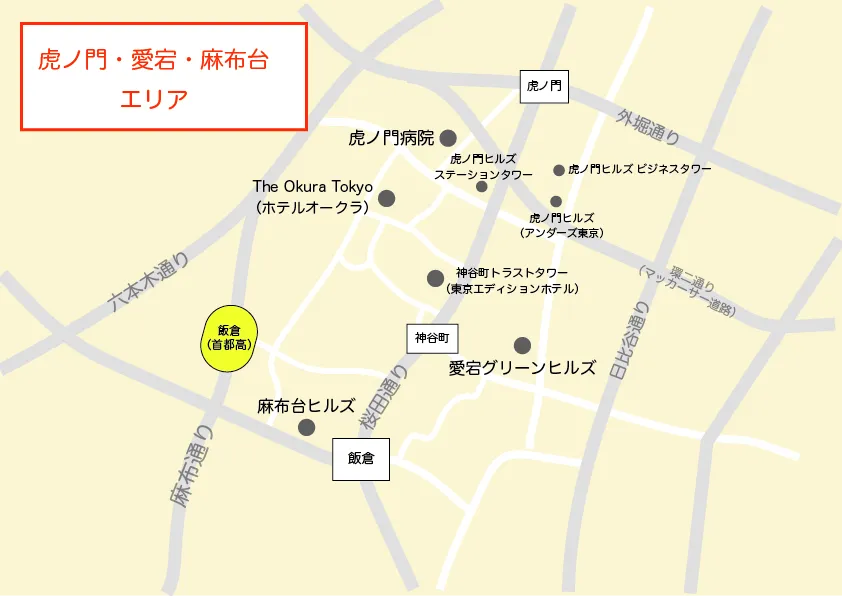 虎ノ門・愛宕・麻布台
エリア
虎ノ門
外堀通り
虎ノ門病院
虎ノ門ヒルズ
ステーションタワー
虎ノ門ヒルズ ビジネスタワー
The Okura Tokyo
(ホテルオークラ)
虎ノ門ヒルズ
(アンダーズ東京)
六本木通り
神谷町トラストタワー
(東京エディションホテル)
環二通り
(マッカーサー道路)
飯倉
(首都高)
神谷町
日比谷通り
愛宕グリーンヒルズ
桜田通り
麻布台ヒルズ
麻布通り
飯倉